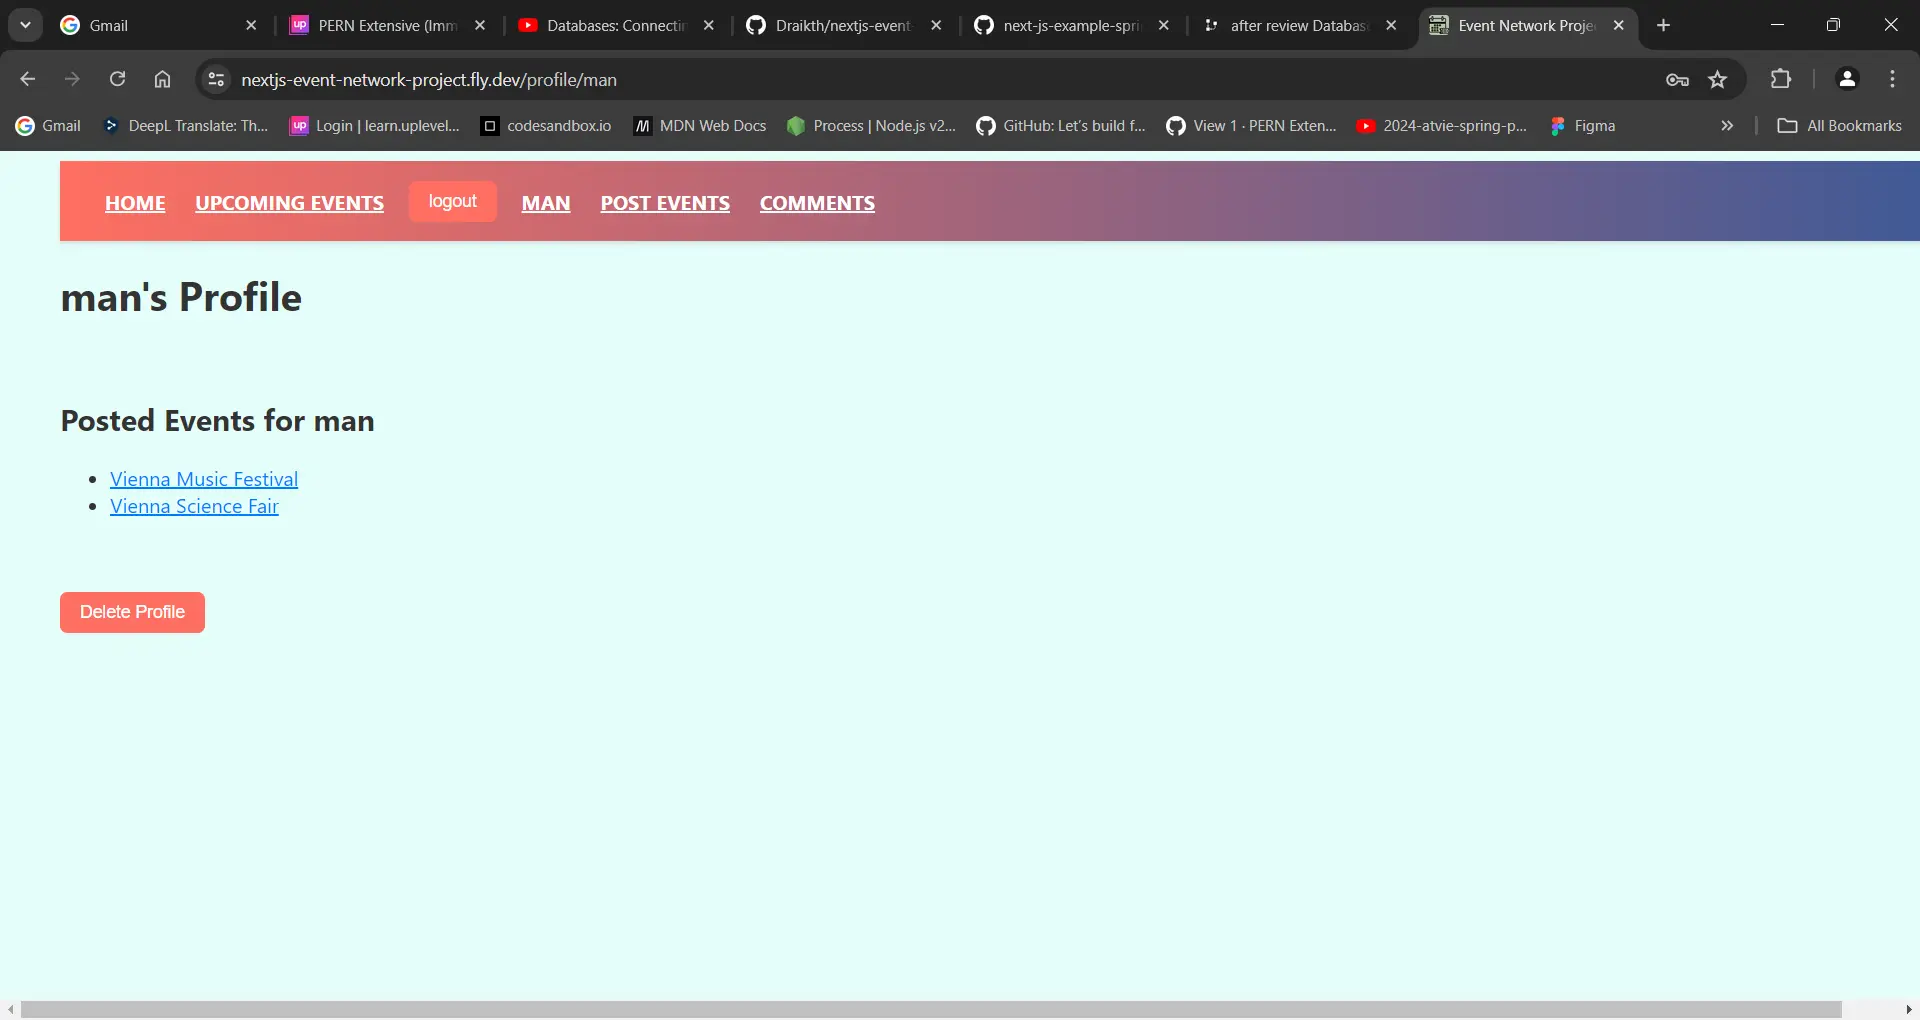 Gmail
PERN Extensive (Imm
Databases: Connectin
Draikth/nextjs-event-
next-js-example-spri
after review Databas
Event Network Proje
nextjs-event-network-project.fly.dev/profile/man
Gmail
DeepL Translate: Th...
up Login | learn.uplevel...
codesandbox.io
MDN Web Docs
Process | Node.js v2...
GitHub: Let's build f...
View 1 · PERN Exten...
2024-atvie-spring-p...
Figma
All Bookmarks
HOME UPCOMING EVENTS logout MAN POST EVENTS COMMENTS
man's Profile
Posted Events for man
Vienna Music Festival
Vienna Science Fair
Delete Profile